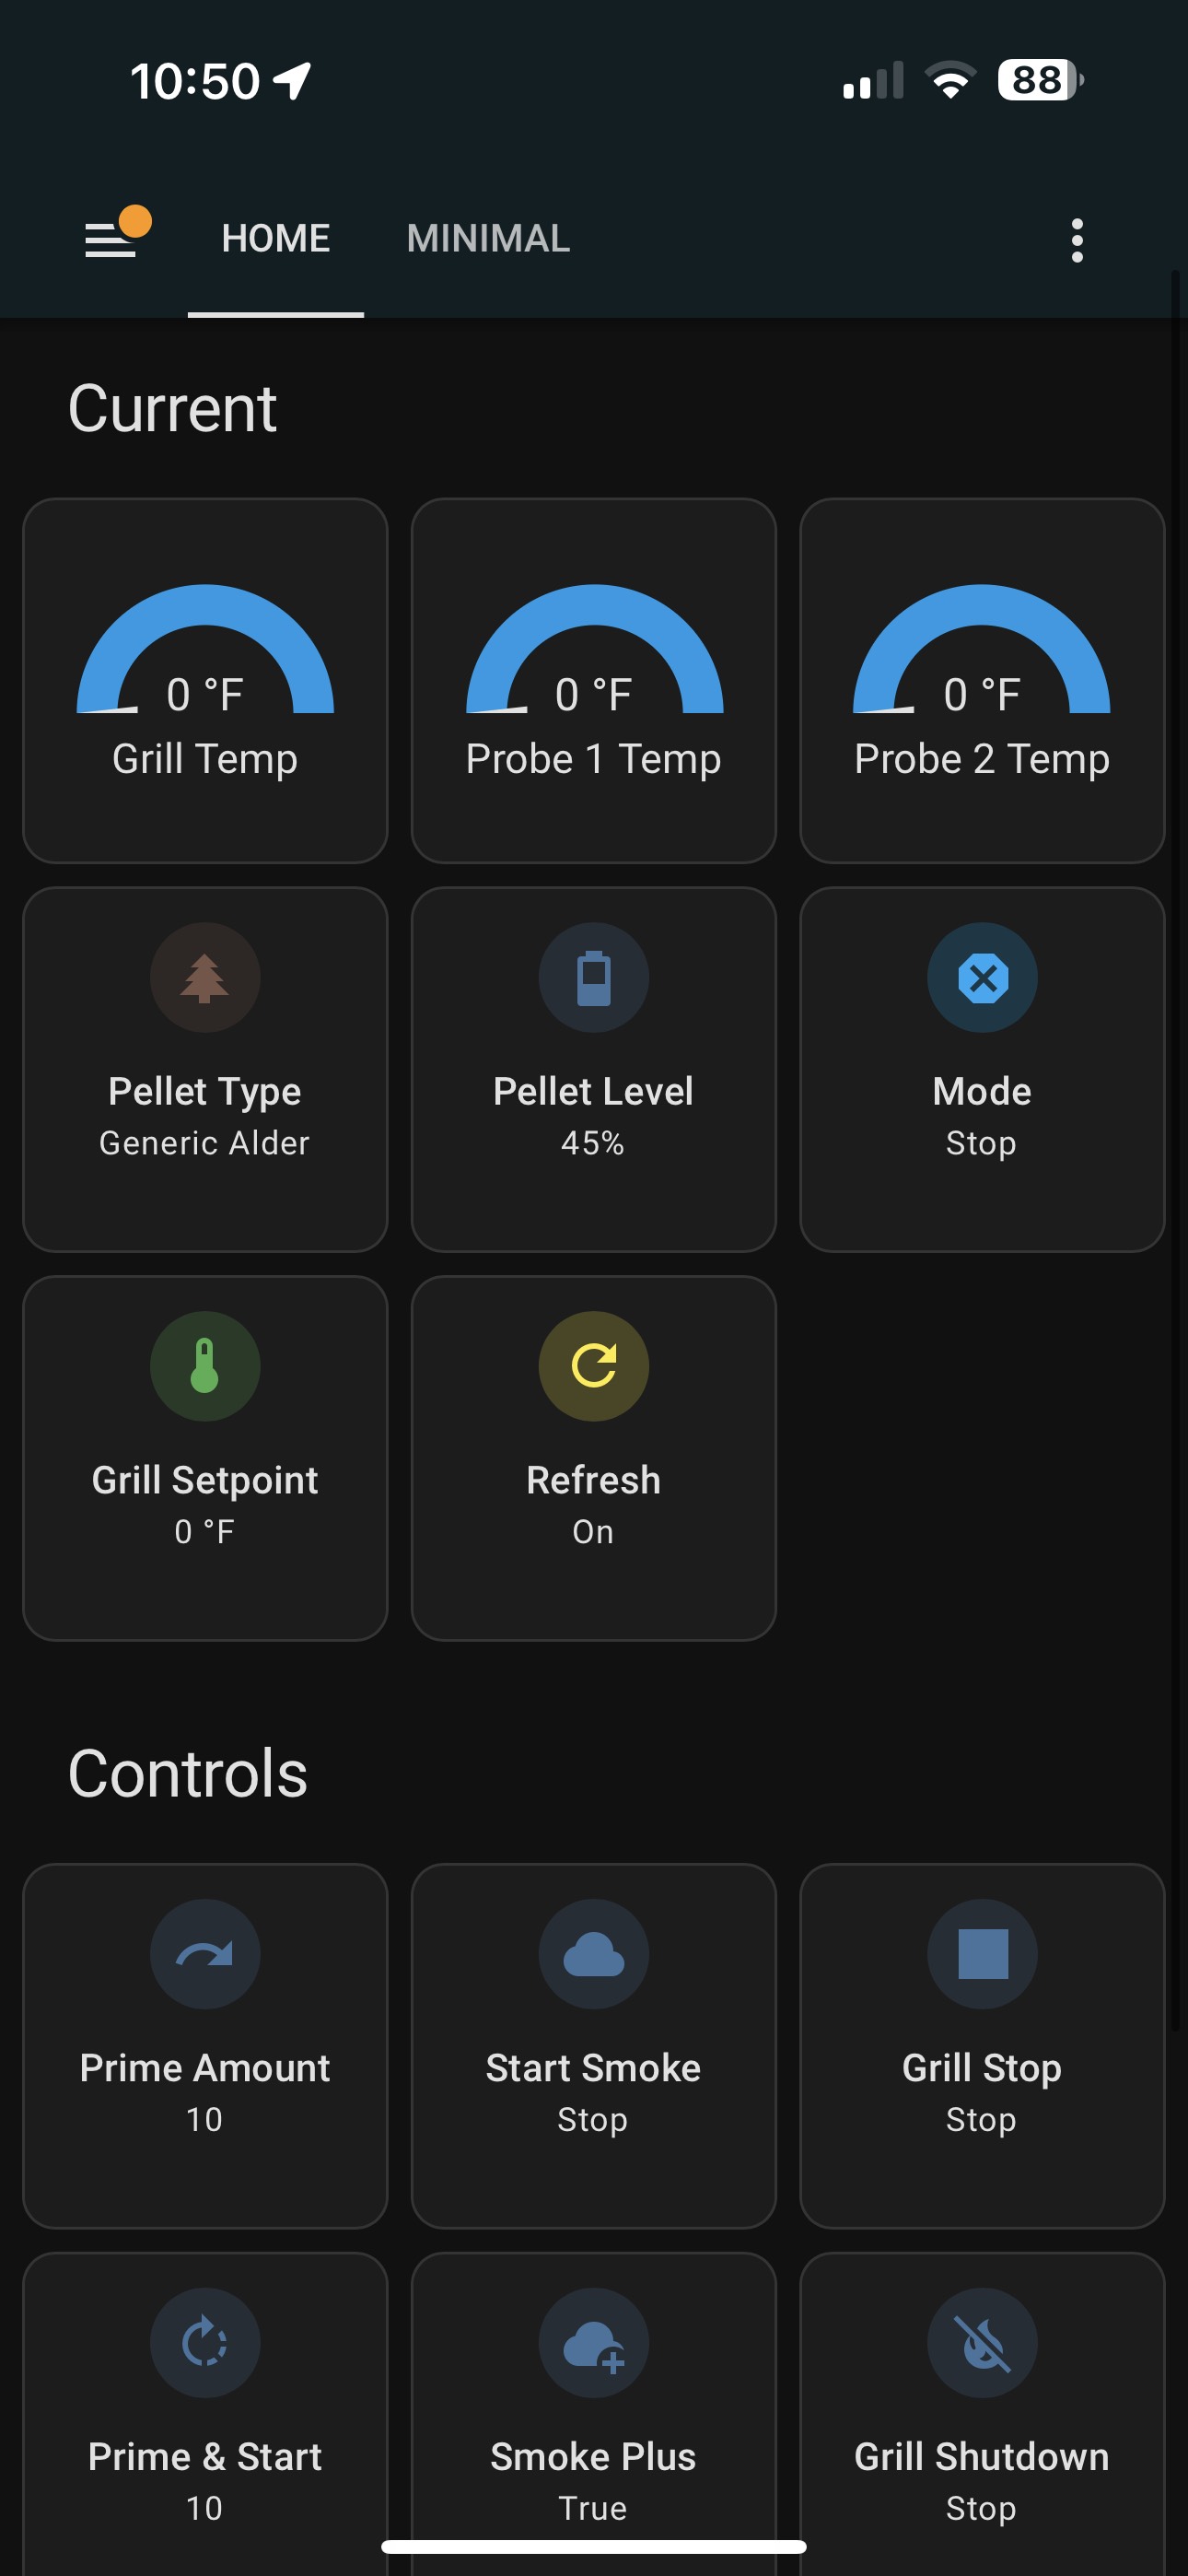 10:50
88
HOME
MINIMAL
Current
0 °F
Grill Temp
0 °F
Probe 1 Temp
0 °F
Probe 2 Temp
Pellet Type
Generic Alder
Pellet Level
45%
Mode
Stop
Grill Setpoint
0 °F
Refresh
On
Controls
Prime Amount
10
Start Smoke
Stop
Grill Stop
Stop
Prime & Start
10
Smoke Plus
True
Grill Shutdown
Stop